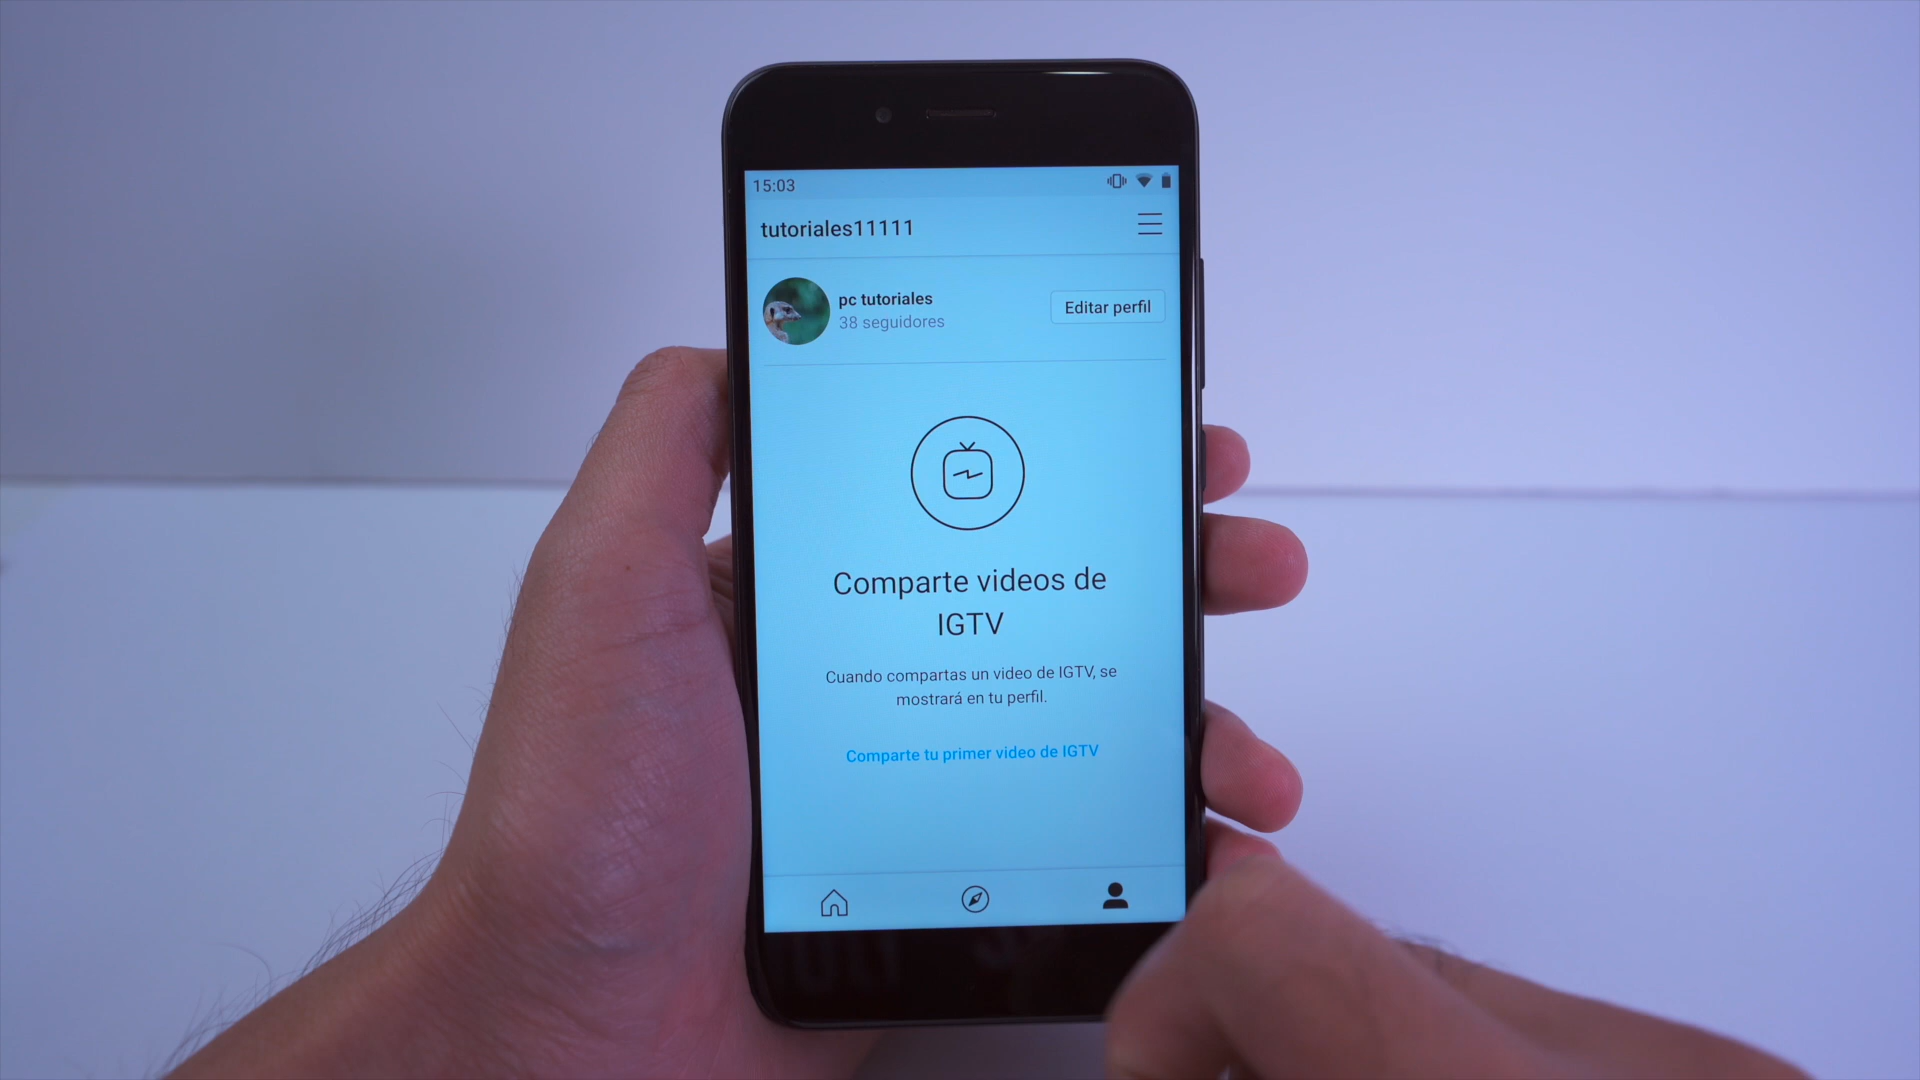 15:03
tutoriales11111
pc tutoriales
38 seguidores
Editar perfil
Comparte videos de
IGTV
Cuando compartas un video de IGTV, se
mostrará en tu perfil.
Comparte tu primer video de IGTV